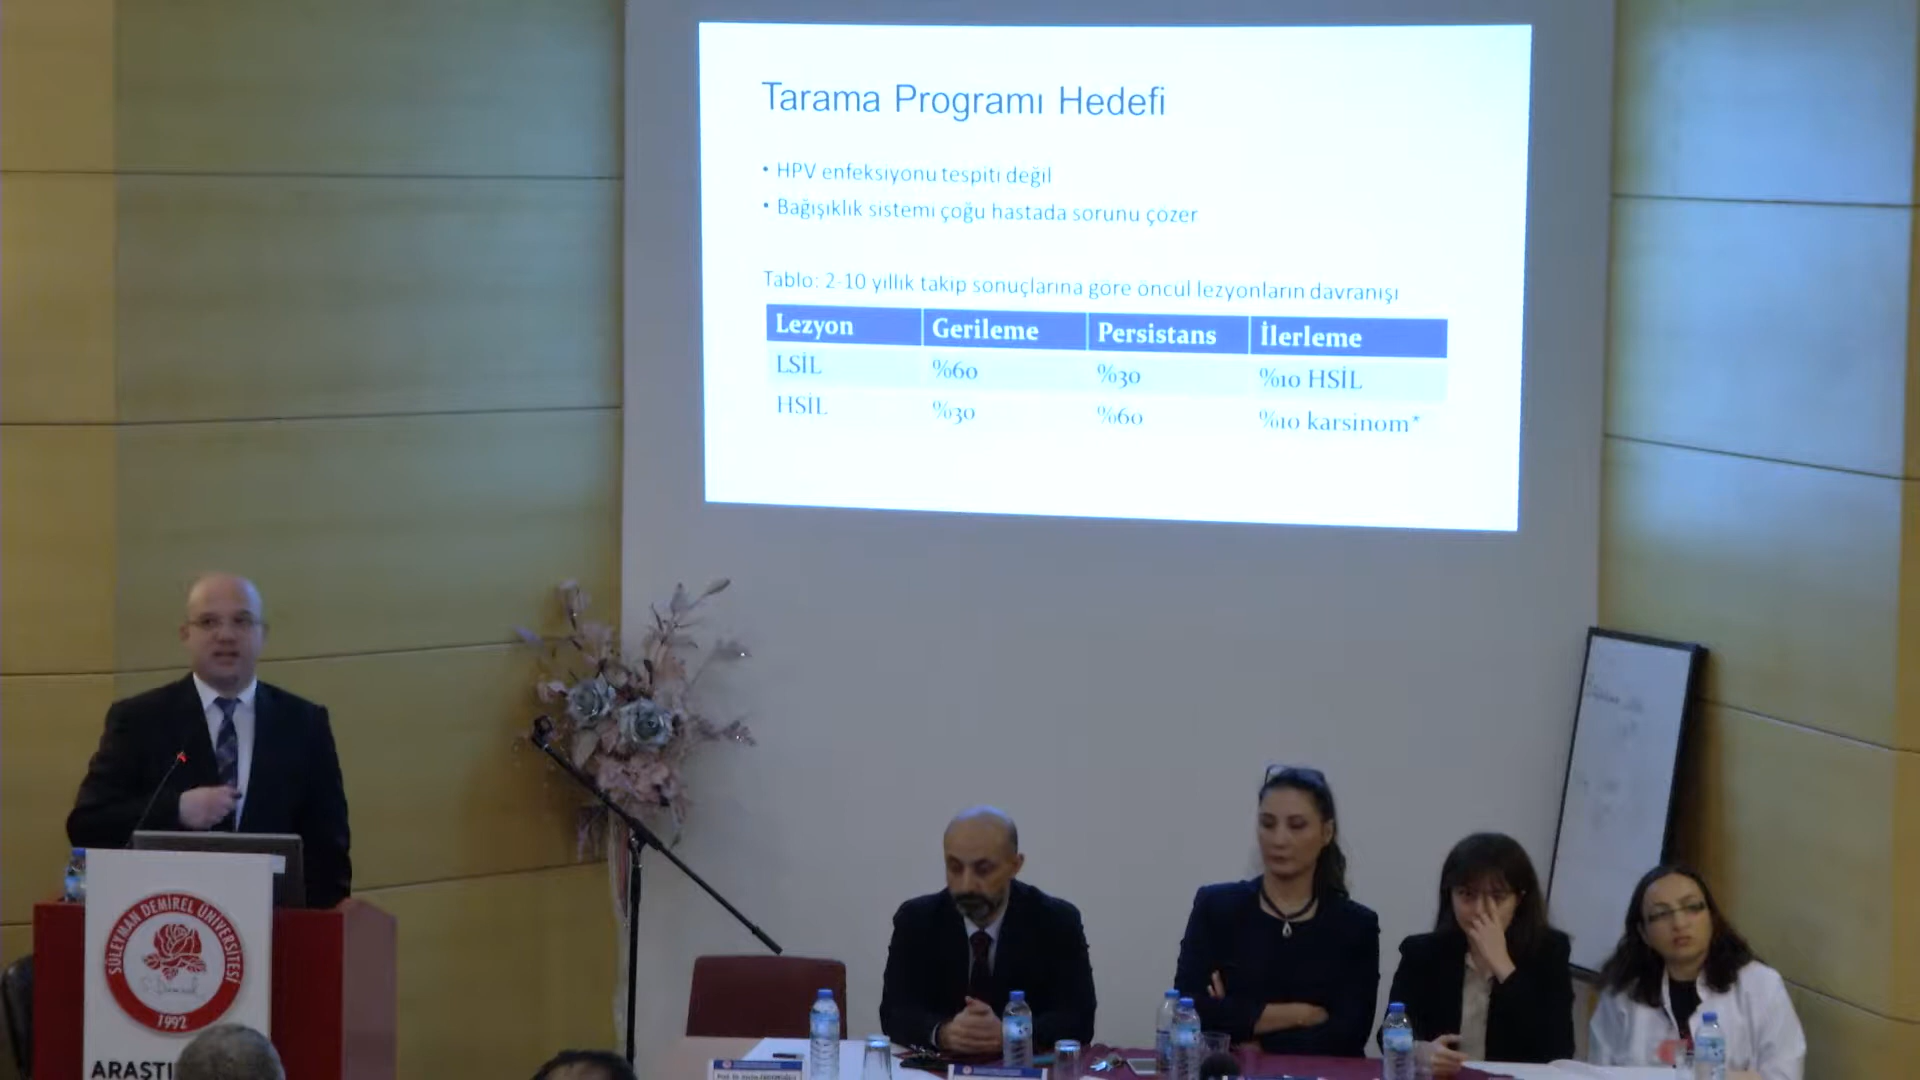 Tarama Programı Hedefi
• HPV enfeksiyonu tespiti değil
• Bağışıklık sistemi çoğu hastada sorunu çözer
Tablo: 2-10 yıllık takip sonuçlarına göre öncül lezyonların davranışı
Lezyon Gerileme Persistans İlerleme
LSİL %60 %30 %10 HSİL
HSİL %30 %60 %10 karsinom*
SÜLEYMAN DEMİREL ÜNİVERSİTESİ
S. Demirel
1992
ARAŞTI